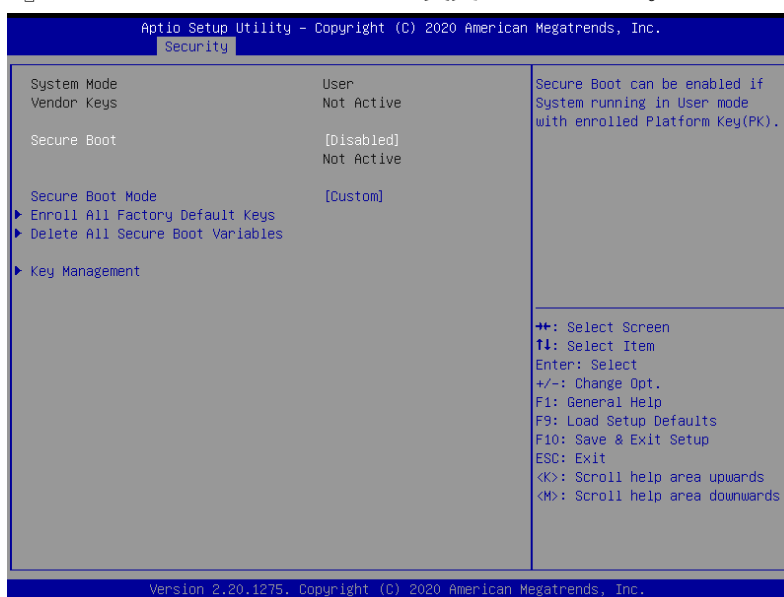 Aptio Setup Utility – Copyright (C) 2020 American Megatrends, Inc.
Security
System Mode User
Vendor Keys Not Active
Secure Boot [Disabled]
Not Active
Secure Boot Mode [Custom]
Enroll All Factory Default Keys
Delete All Secure Boot Variables
Key Management
Secure Boot can be enabled if
System running in User mode
with enrolled Platform Key(PK).
→←: Select Screen
↑↓: Select Item
Enter: Select
+/-: Change Opt.
F1: General Help
F9: Load Setup Defaults
F10: Save & Exit Setup
ESC: Exit
<K>: Scroll help area upwards
<M>: Scroll help area downwards
Version 2.20.1275. Copyright (C) 2020 American Megatrends, Inc.